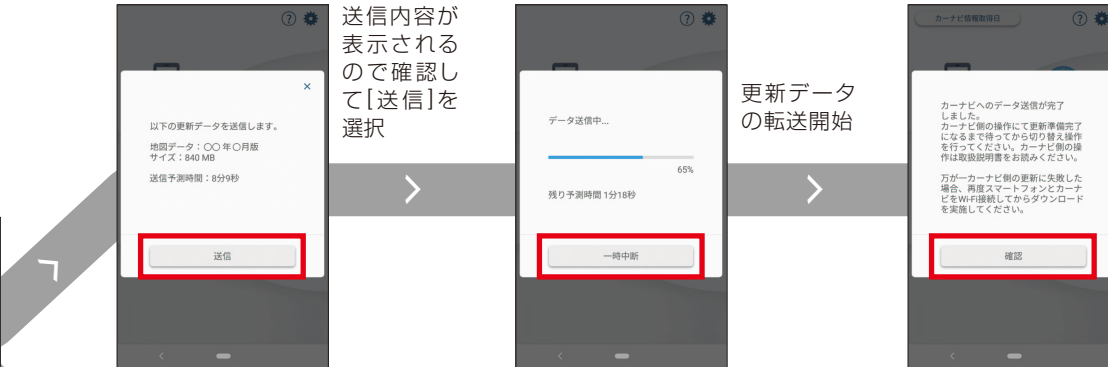 ?
×
以下の更新データを送信します。
地図データ：〇〇年〇月版
サイズ：840 MB
送信予測時間：8分9秒
送信
送信内容が
表示される
ので確認し
て[送信]を
選択
?
データ送信中...
65%
残り予測時間 1分18秒
一時中断
更新データ
の転送開始
カーナビ情報取得日
?
カーナビへのデータ送信が完了
しました。
カーナビ側の操作にて更新準備完了
になるまで待ってから切り替え操作
を行ってください。カーナビ側の操
作は取扱説明書をお読みください。
万が一カーナビ側の更新に失敗した
場合、再度スマートフォンとカーナ
ビをWi-Fi接続してからダウンロード
を実施してください。
確認